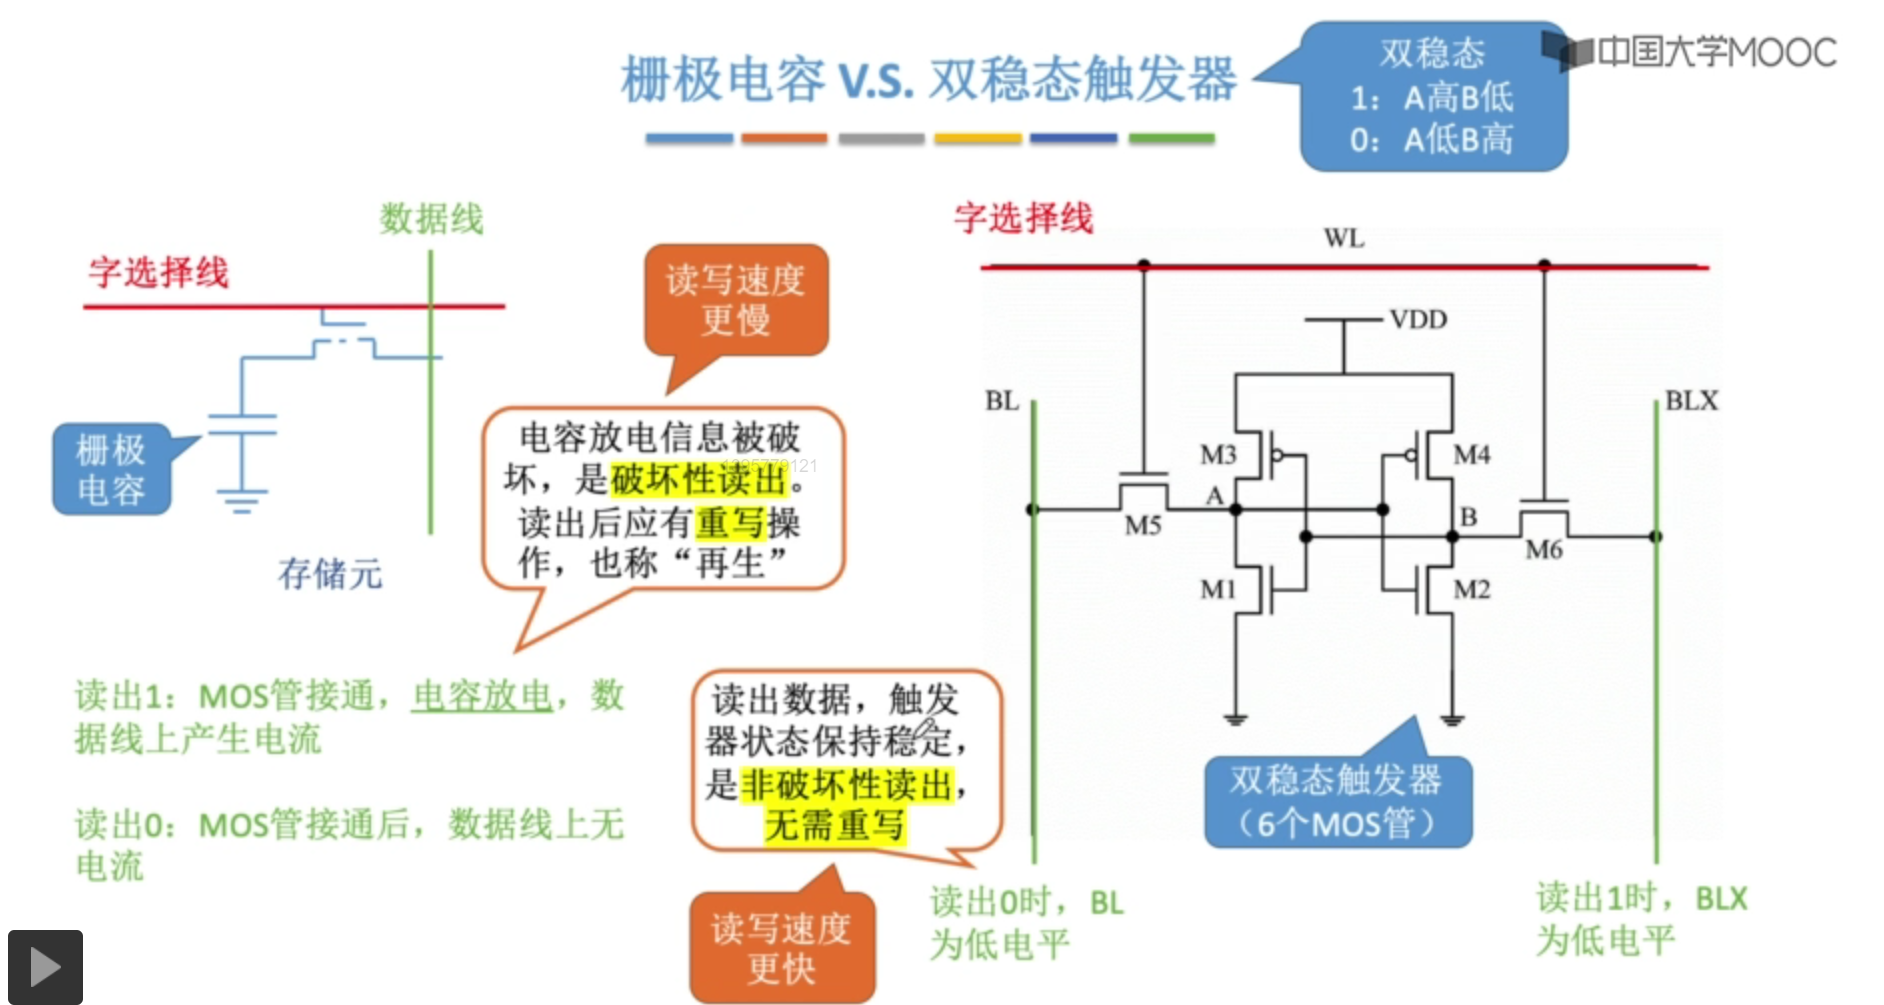 栅极电容 V.S. 双稳态触发器
双稳态
1：A高B低
0：A低B高
中国大学MOOC
数据线
字选择线
栅极
电容
存储元
读写速度
更慢
电容放电信息被破
坏，是破坏性读出。
读出后应有重写操
作，也称“再生”
1395779121
读出1：MOS管接通，电容放电，数
据线上产生电流
读出0：MOS管接通后，数据线上无
电流
读出数据，触发
器状态保持稳定，
是非破坏性读出，
无需重写
读写速度
更快
字选择线
WL
VDD
BL
BLX
M3
M4
A
B
M5
M6
M1
M2
双稳态触发器
（6个MOS管）
读出0时，BL
为低电平
读出1时，BLX
为低电平